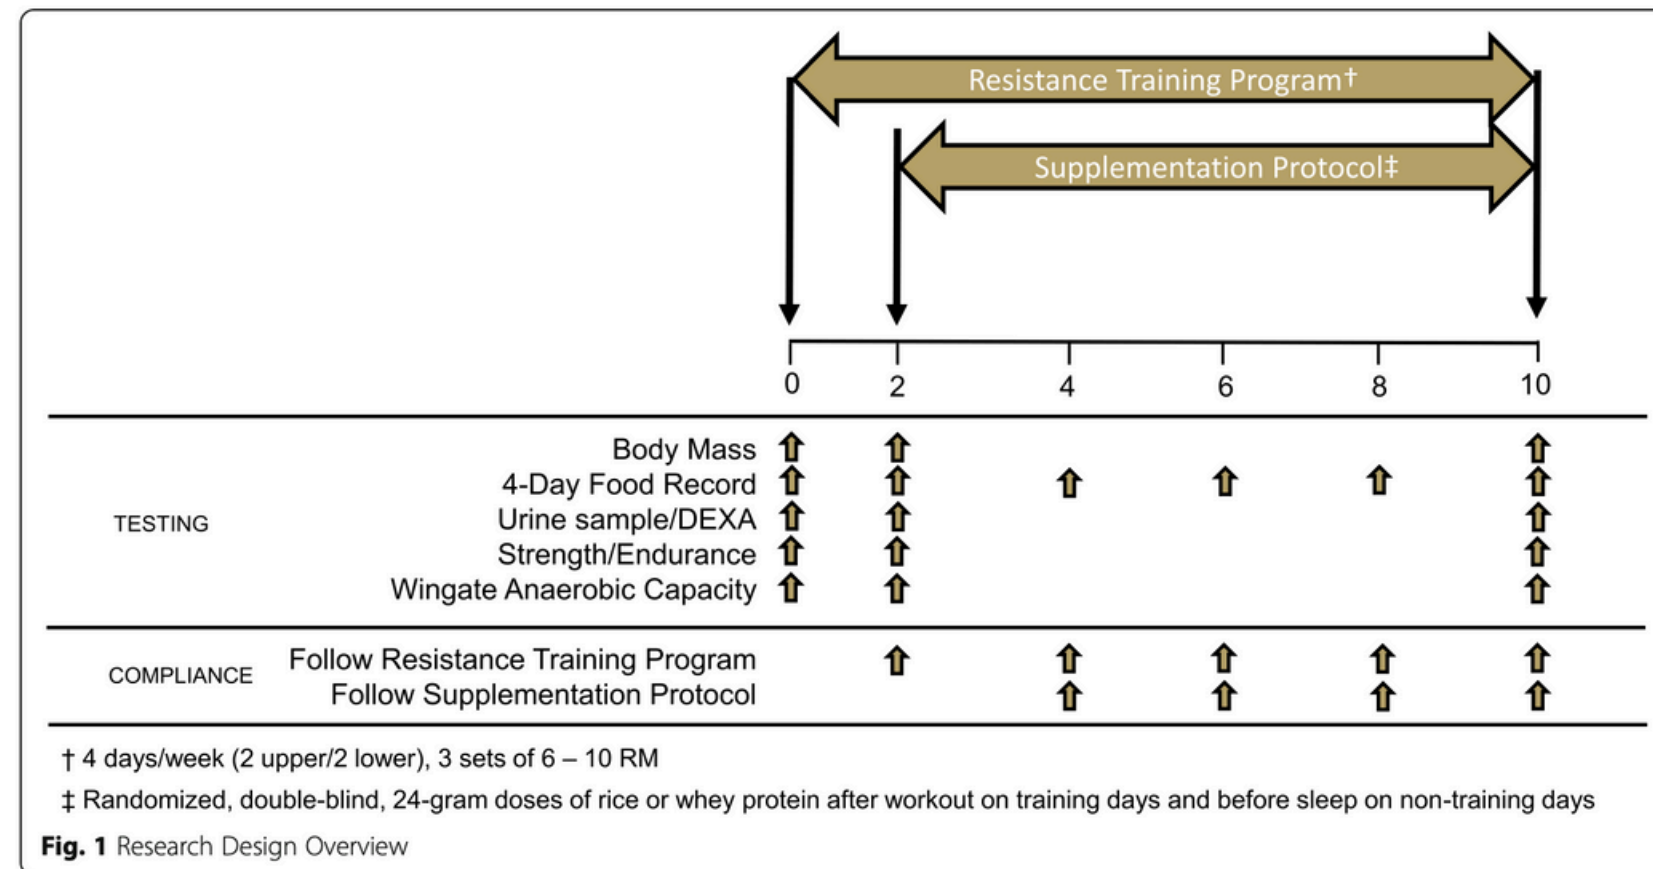 Resistance Training Program†
Supplementation Protocol‡
0 2 4 6 8 10
TESTING
Body Mass
4-Day Food Record
Urine sample/DEXA
Strength/Endurance
Wingate Anaerobic Capacity
COMPLIANCE
Follow Resistance Training Program
Follow Supplementation Protocol
† 4 days/week (2 upper/2 lower), 3 sets of 6 – 10 RM
‡ Randomized, double-blind, 24-gram doses of rice or whey protein after workout on training days and before sleep on non-training days
Fig. 1 Research Design Overview